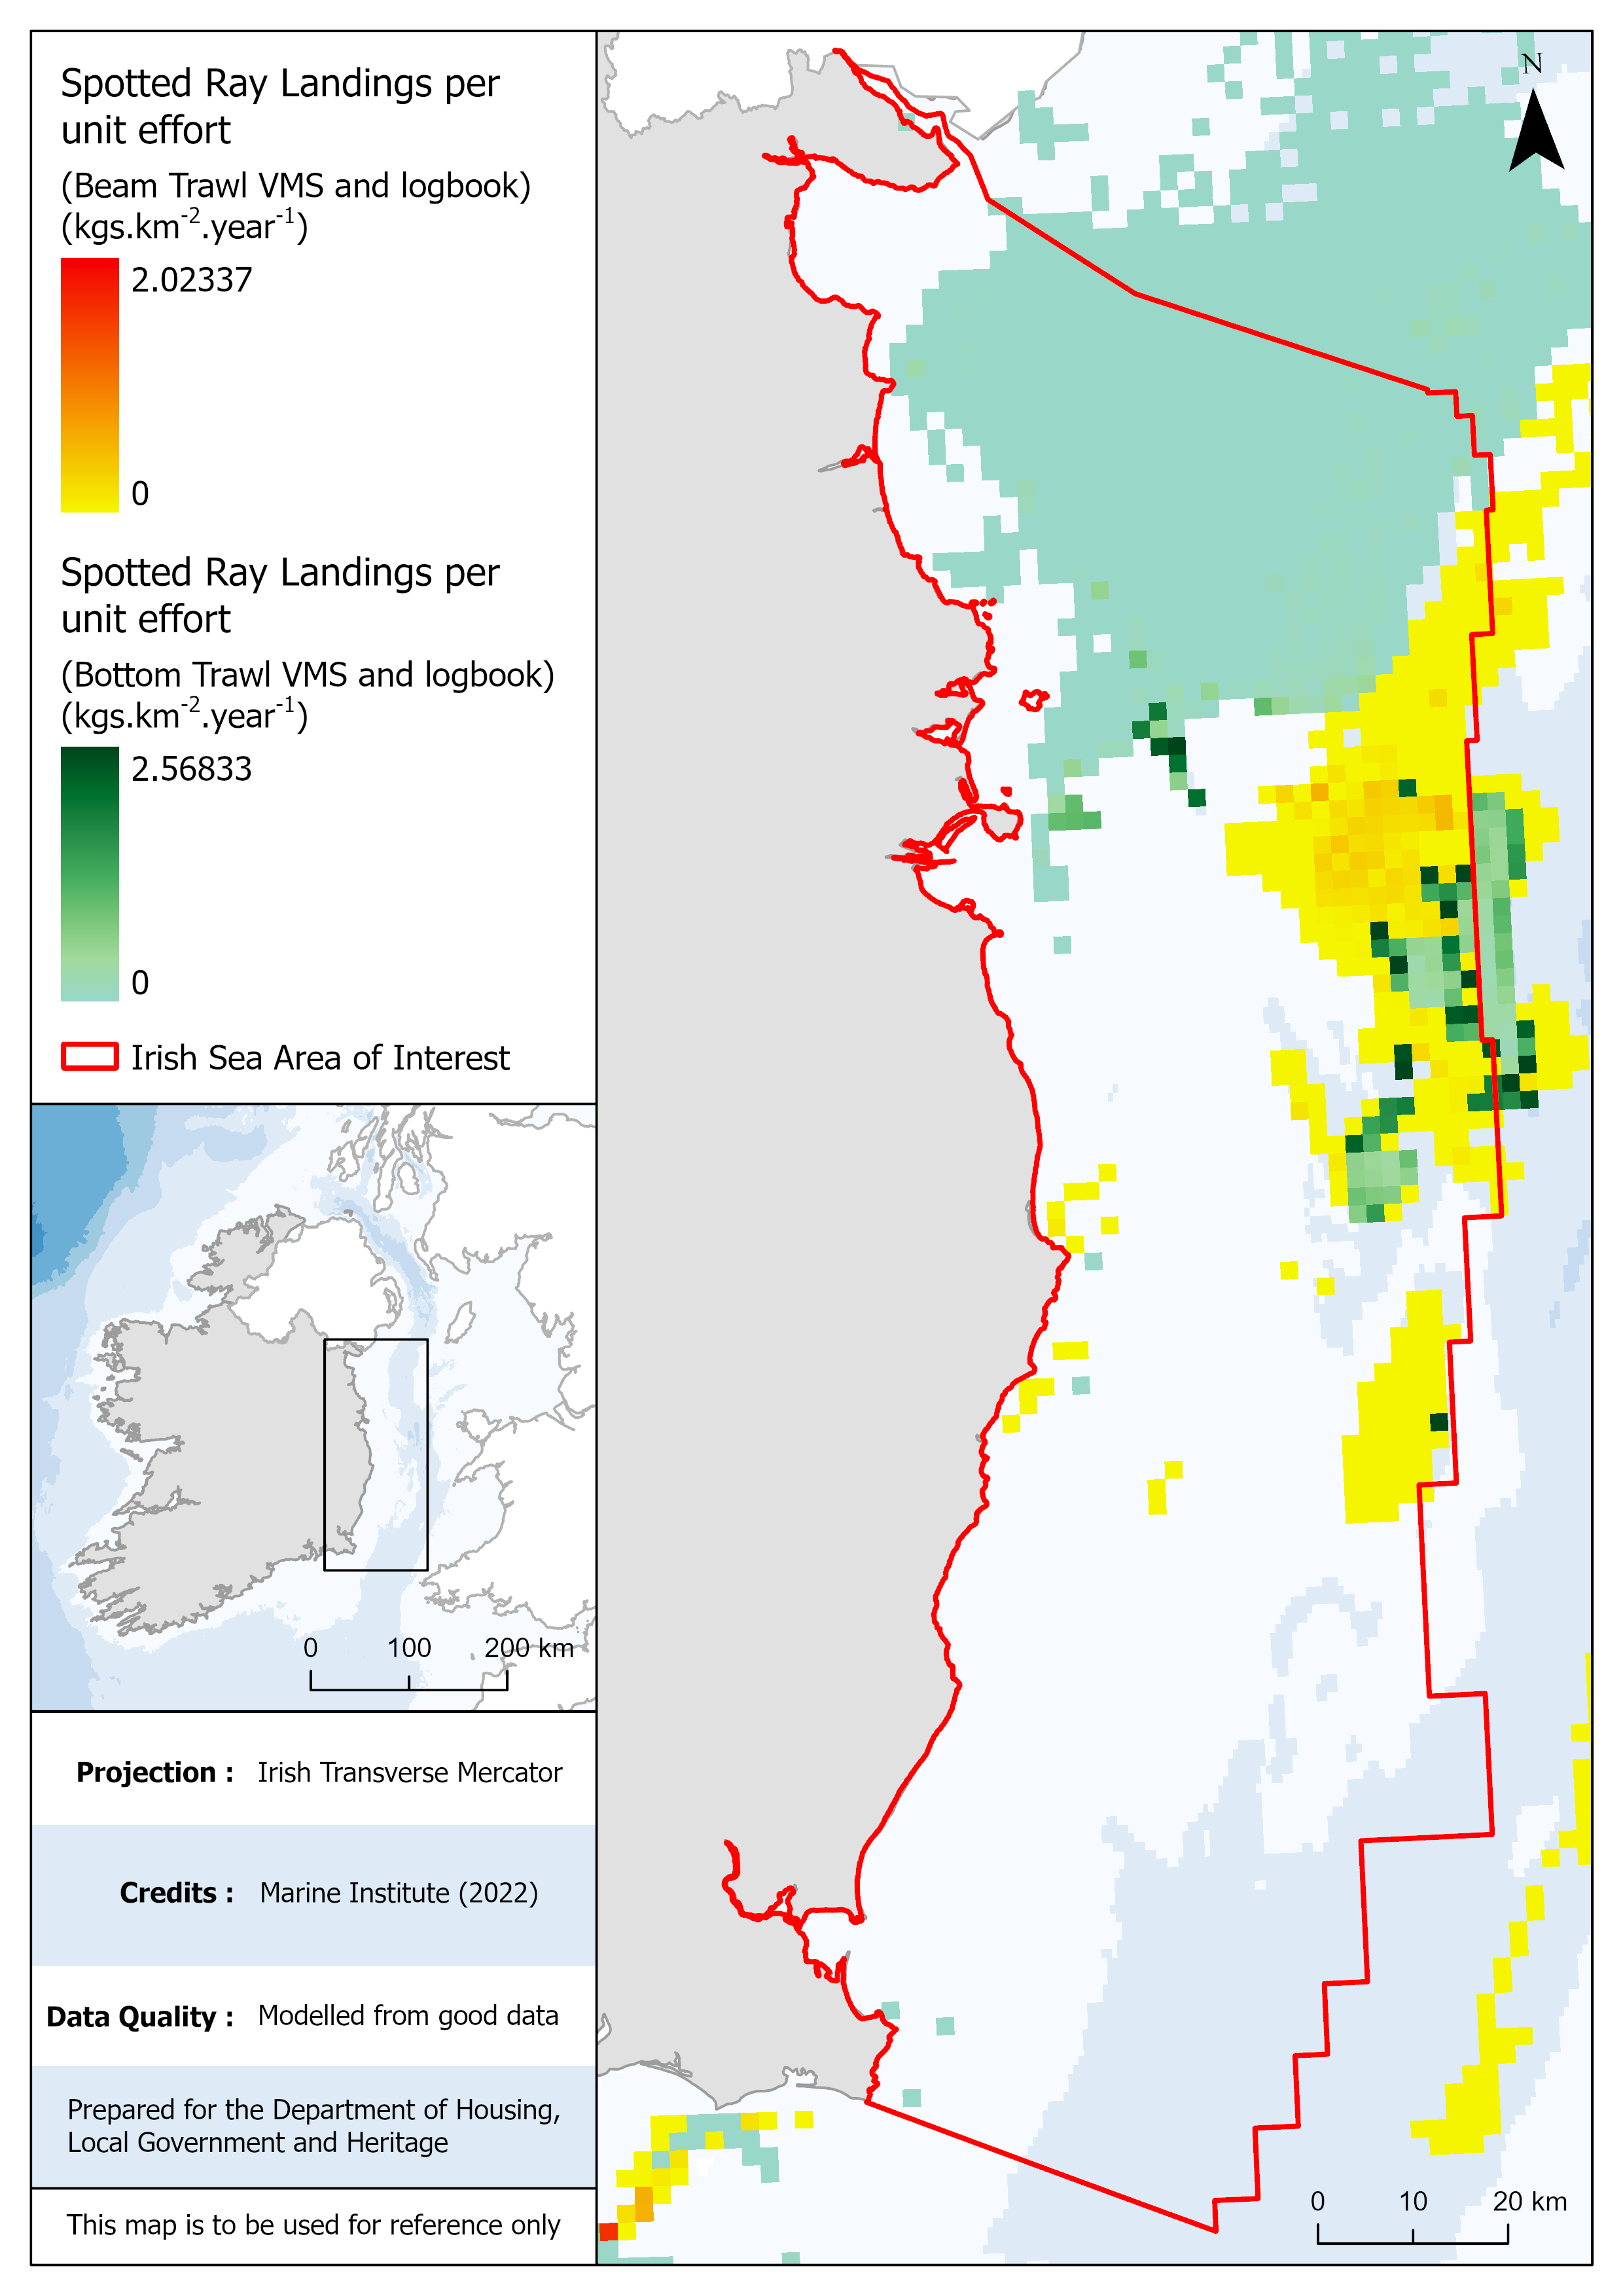 Spotted Ray Landings per
unit effort
(Beam Trawl VMS and logbook)
(kgs.km-2.year-1)
2.02337
0
Spotted Ray Landings per
unit effort
(Bottom Trawl VMS and logbook)
(kgs.km-2.year-1)
2.56833
0
Irish Sea Area of Interest
0 100 200 km
Projection : Irish Transverse Mercator
Credits : Marine Institute (2022)
Data Quality : Modelled from good data
Prepared for the Department of Housing,
Local Government and Heritage
This map is to be used for reference only
N
0 10 20 km